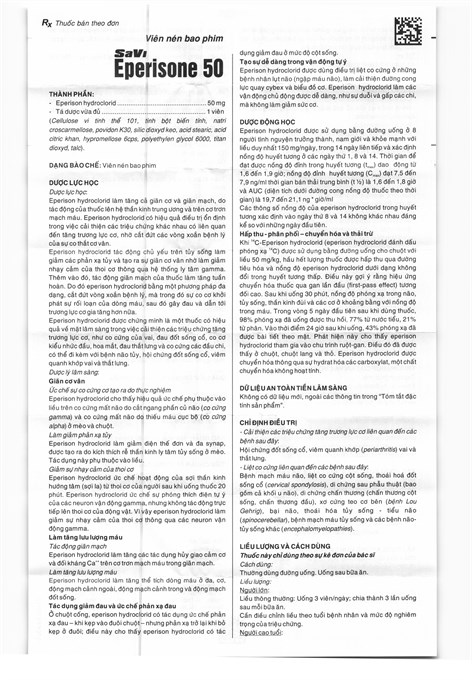 Rx Thuốc bán theo đơn
Viên nén bao phim
SaVi
Eperisone 50
THÀNH PHẦN:
- Eperison hydroclorid ........ 50 mg
- Tá dược vừa đủ ........ 1 viên
(Cellulose vi tinh thể 101, tinh bột biến tính, natri
croscarmellose, povidon K30, silic dioxyd keo, acid stearic, acid
citric khan, hypromellose 6cps, polyethylen glycol 6000, titan
dioxyd, talc).
DẠNG BÀO CHẾ: Viên nén bao phim
DƯỢC LỰC HỌC
Dược lực học:
Eperison hydroclorid làm tăng cả giãn cơ và giãn mạch, do
tác động của thuốc lên hệ thần kinh trung ương và trên cơ trơn
mạch máu. Eperison hydroclorid có hiệu quả điều trị ổn định
trong việc cải thiện các triệu chứng khác nhau có liên quan
đến tăng trương lực cơ, nhờ cắt đứt các vòng xoắn bệnh lý
của sự co thắt cơ vân.
Eperison hydroclorid tác động chủ yếu trên tủy sống làm
giảm các phản xạ tủy và tạo ra sự giãn cơ vân nhờ làm giảm
nhạy cảm của thoi cơ thông qua hệ thống ly tâm gamma.
Thêm vào đó, tác động giãn mạch của thuốc làm tăng tuần
hoàn. Do đó eperison hydroclorid bằng một phương pháp đa
dạng, cắt đứt vòng xoắn bệnh lý, mà trong đó sự co cơ khởi
phát sự rối loạn của dòng máu, sau đó gây đau và dẫn tới
trương lực cơ gia tăng hơn nữa.
Eperison hydroclorid được chứng minh là một thuốc có hiệu
quả về mặt lâm sàng trong việc cải thiện các triệu chứng tăng
trương lực cơ, như co cứng của vai, đau đốt sống cổ, co cơ
kiểu nhức đầu, hoa mắt, đau thắt lưng và co cứng các đầu chi,
có thể đi kèm với bệnh não tủy, hội chứng đốt sống cổ, viêm
quanh khớp vai và thắt lưng.
Dược lý lâm sàng:
Giãn cơ vân
Ức chế sự co cứng cơ tạo ra do thực nghiệm
Eperison hydroclorid cho thấy hiệu quả ức chế phụ thuộc vào
liều trên co cứng mất não do cắt ngang phần củ não (co cứng
gamma) và co cứng mất não do thiếu máu cục bộ (co cứng
alpha) ở mèo và chuột.
Làm giảm phản xạ tủy
Eperison hydroclorid làm giảm điện thế đơn và đa synap,
được tạo ra do kích thích rễ thần kinh ly tâm tủy sống ở mèo.
Tác dụng này phụ thuộc vào liều.
Giảm sự nhạy cảm của thoi cơ
Eperison hydroclorid ức chế hoạt động của sợi thần kinh
hướng tâm (sợi la) từ thoi cơ của người sau khi uống thuốc 20
phút. Eperison hydroclorid ức chế sự phóng thích điện tự ý
của các neuron vận động gamma, nhưng không tác động trực
tiếp lên thoi cơ của động vật. Vì vậy eperison hydroclorid làm
giảm sự nhạy cảm của thoi cơ thông qua các neuron vận
động gamma.
Làm tăng lưu lượng máu
Tác động giãn mạch
Eperison hydroclorid làm tăng các tác dụng hủy giao cảm cơ
và đối kháng Ca++ trên cơ trơn mạch máu trong giãn mạch.
Làm tăng lưu lượng máu
Eperison hydroclorid làm tăng thể tích dòng máu ở da, cơ,
động mạch cảnh ngoài, động mạch cảnh trong và động mạch
đốt sống.
Tác dụng giảm đau và ức chế phản xạ đau
Ở chuột cống, eperison hydroclorid có tác dụng ức chế phản xạ
đau – khi kẹp vào đuôi chuột – nhưng phản xạ trở lại khi bỏ
kẹp ở đuôi; điều này cho thấy eperison hydroclorid có tác
dụng giảm đau ở mức độ cột sống.
Tạo sự dễ dàng trong vận động tự ý
Eperison hydroclorid được dùng điều trị liệt co cứng ở những
bệnh nhân lụt não (ngập máu não), làm cải thiện đường cong
lực quay cybex và biểu đồ cơ. Eperison hydroclorid làm các
vận động chủ động được dễ dàng, như sự duỗi và gấp các chi,
mà không làm giảm sức cơ.
DƯỢC ĐỘNG HỌC
Eperison hydroclorid được sử dụng bằng đường uống ở 8
người tình nguyện trưởng thành, nam giới và khỏe mạnh với
liều duy nhất 150 mg/ngày, trong 14 ngày liên tiếp và xác định
nồng độ huyết tương ở các ngày thứ 1, 8 và 14. Thời gian để
đạt được nồng độ đỉnh trong huyết tương (tmax) dao động từ
1,6 đến 1,9 giờ; nồng độ đỉnh huyết tương (Cmax) đạt 7,5 đến
7,9 ng/ml thời gian bán thải trung bình (t ½) là 1,6 đến 1,8 giờ
và AUC (diện tích dưới đường cong nồng độ thuốc theo thời
gian) là 19,7 đến 21,1 ng * giờ/ml
Các thông số nồng độ của eperison hydroclorid trong huyết
tương xác định vào ngày thứ 8 và 14 không khác nhau đáng
kể so với những ngày đầu.
Hấp thu - phân phối – chuyển hóa và thải trừ
Khi 14C-Eperison hydroclorid (eperison hydroclorid đánh dấu
phóng xạ 14C) được sử dụng bằng đường uống cho chuột với
liều 50 mg/kg, hầu hết lượng thuốc được hấp thu qua đường
tiêu hóa và nồng độ eperison hydroclorid dưới dạng không
đổi trong huyết tương thấp. Điều này gợi ý rằng hiệu ứng
chuyển hóa thuốc qua gan lần đầu (first-pass effect) tương
đối cao. Sau khi uống 30 phút, nồng độ phóng xạ trong não,
tủy sống, thần kinh đùi và các cơ ở khoảng bằng với nồng độ
trong máu. Trong vòng 5 ngày đầu tiên sau khi dùng thuốc,
98% phóng xạ đã uống được thu hồi, 77% từ nước tiểu, 21%
từ phân. Vào thời điểm 24 giờ sau khi uống, 43% phóng xạ đã
được bài tiết theo mật. Phát hiện này cho thấy eperison
hydroclorid tham gia vào chu trình ruột-gan. Điều đó đã được
thấy ở chuột, chuột lang và thỏ. Eperison hydroclorid được
chuyển hóa thông qua sự hydrat hóa các carboxylat, một chất
chuyển hóa không hoạt tính.
DỮ LIỆU AN TOÀN TIỀN LÂM SÀNG
Không có dữ liệu mới, ngoài các thông tin trong "Tóm tắt đặc
tính sản phẩm".
CHỈ ĐỊNH ĐIỀU TRỊ
- Cải thiện các triệu chứng tăng trương lực cơ liên quan đến các
bệnh sau đây:
Hội chứng đốt sống cổ, viêm quanh khớp (periarthritis) vai và
thắt lưng.
- Liệt co cứng liên quan đến các bệnh sau đây:
Bệnh mạch máu não, liệt co cứng cột sống, thoái hoá đốt
sống cổ (cervical spondylosis), di chứng sau phẫu thuật (bao
gồm cả khối u não), di chứng chấn thương (chấn thương cột
sống, chấn thương đầu), xơ cứng teo cơ bên (bệnh Lou
Gehrig), bại não, thoái hóa tủy sống - tiểu não
(spinocerebellar), bệnh mạch máu tủy sống và các bệnh não-
tủy sống khác (encephalomyelopathies).
LIỀU LƯỢNG VÀ CÁCH DÙNG
Thuốc này chỉ dùng theo sự kê đơn của bác sĩ
Cách dùng:
Thường dùng đường uống. Uống sau bữa ăn.
Liều lượng:
Người lớn:
Liều thông thường: Uống 3 viên/ngày; chia thành 3 lần uống
sau mỗi bữa ăn.
Cần điều chỉnh liều theo tuổi bệnh nhân và mức độ nghiêm
trọng của triệu chứng.
Người cao tuổi: